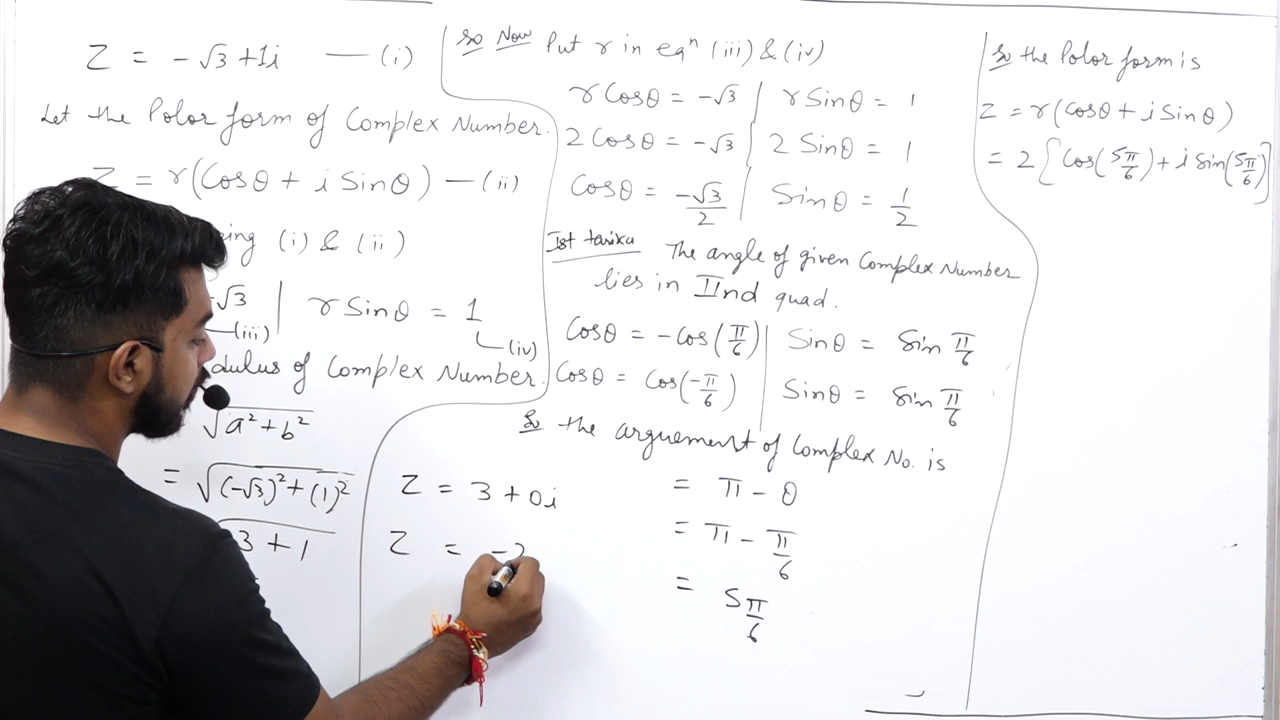 Z = -√3 + 1i — (i)
Let the Polor form of Complex Number.
Z = r(Cosθ + i Sinθ) — (ii)
(i) & (ii)
√3 | r Sinθ = 1
(iii) (iv)
of Complex Number.
√a² + b²
= √(-√3)² + (1)²
3 + 1
So Now Put r in eqⁿ (iii) & (iv)
r Cosθ = -√3 | r Sinθ = 1
2 Cosθ = -√3 | 2 Sinθ = 1
Cosθ = -√3/2 | Sinθ = 1/2
Ist tarika The angle of given Complex Number
lies in IInd quad.
Cosθ = -Cos(π/6) | Sinθ = Sin π/6
Cosθ = Cos(-π/6) | Sinθ = Sin π/6
So the arguement of Complex No. is
= π - θ
= π - π/6
= 5π/6
Z = 3 + 0i
Z = -
So the Polor form is
Z = r(Cosθ + i Sinθ)
= 2[Cos(5π/6) + i Sin(5π/6)]